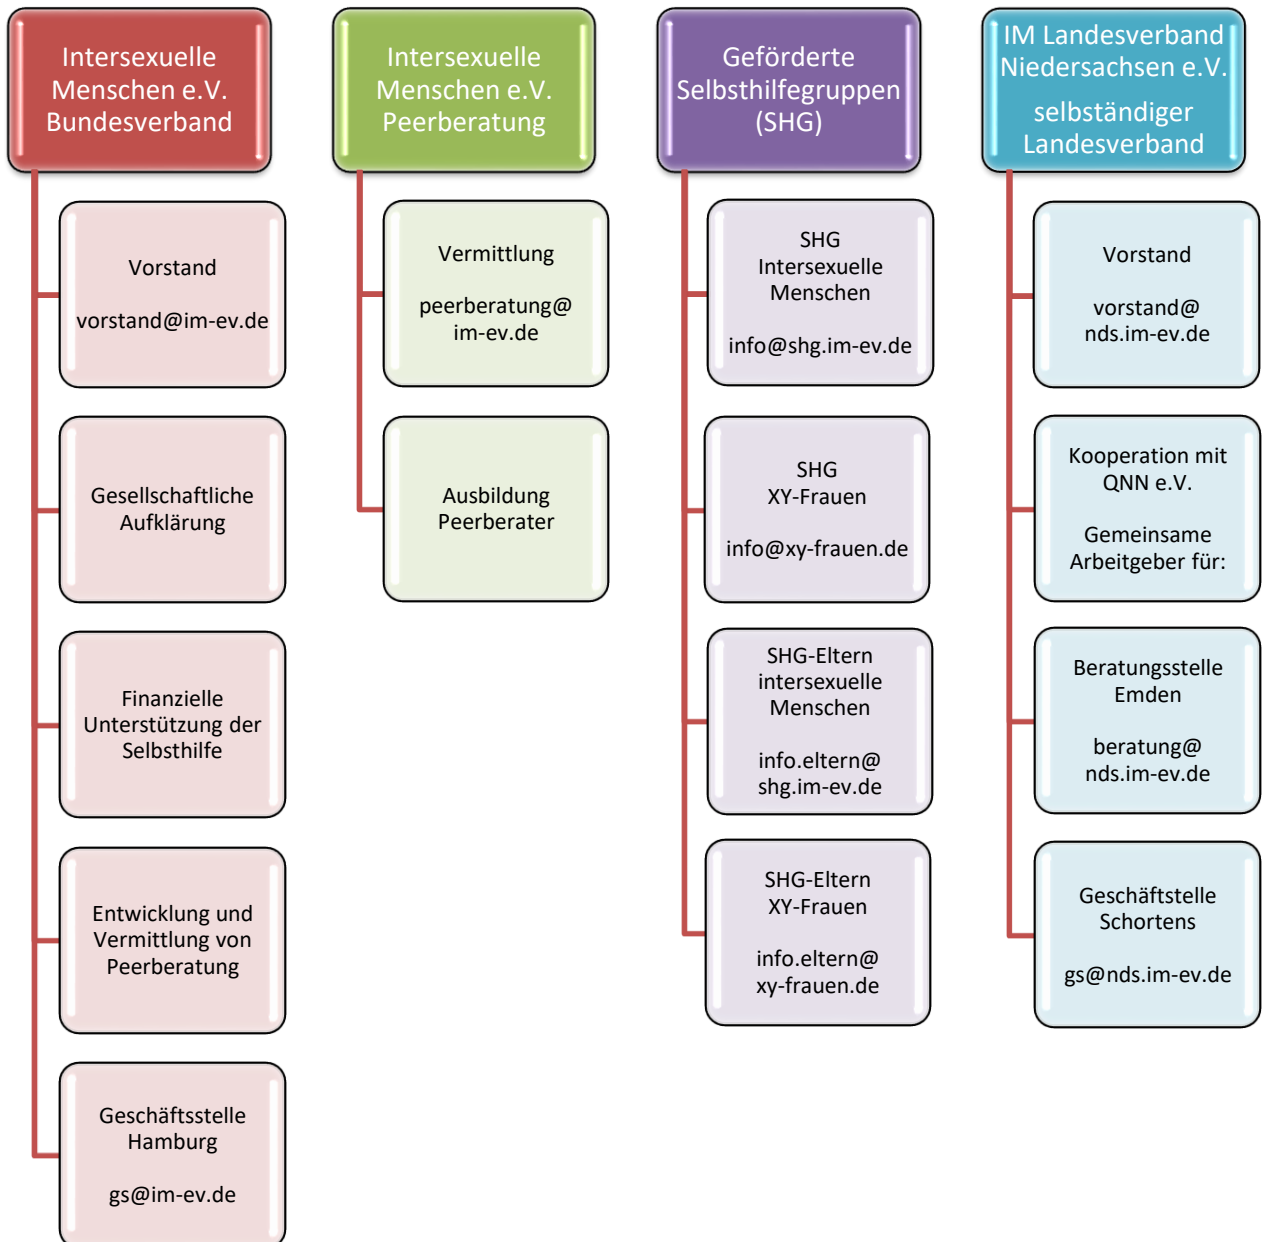 Intersexuelle
Menschen e.V.
Bundesverband
Vorstand
vorstand@im-ev.de
Gesellschaftliche
Aufklärung
Finanzielle
Unterstützung der
Selbsthilfe
Entwicklung und
Vermittlung von
Peerberatung
Geschäftsstelle
Hamburg
gs@im-ev.de
Intersexuelle
Menschen e.V.
Peerberatung
Vermittlung
peerberatung@
im-ev.de
Ausbildung
Peerberater
Geförderte
Selbsthilfegruppen
(SHG)
SHG
Intersexuelle
Menschen
info@shg.im-ev.de
SHG
XY-Frauen
info@xy-frauen.de
SHG-Eltern
intersexuelle
Menschen
info.eltern@
shg.im-ev.de
SHG-Eltern
XY-Frauen
info.eltern@
xy-frauen.de
IM Landesverband
Niedersachsen e.V.
selbständiger
Landesverband
Vorstand
vorstand@
nds.im-ev.de
Kooperation mit
QNN e.V.
Gemeinsame
Arbeitgeber für:
Beratungsstelle
Emden
beratung@
nds.im-ev.de
Geschäftstelle
Schortens
gs@nds.im-ev.de